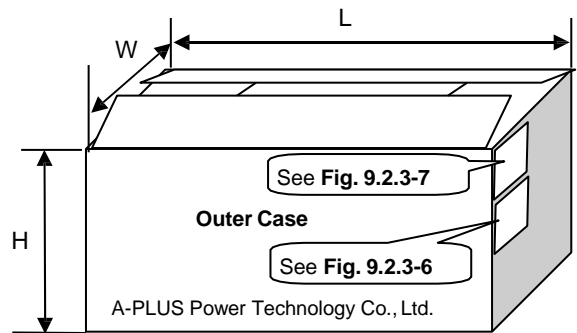 L
W
See Fig. 9.2.3-7
Outer Case
H
See Fig. 9.2.3-6
A-PLUS Power Technology Co., Ltd.